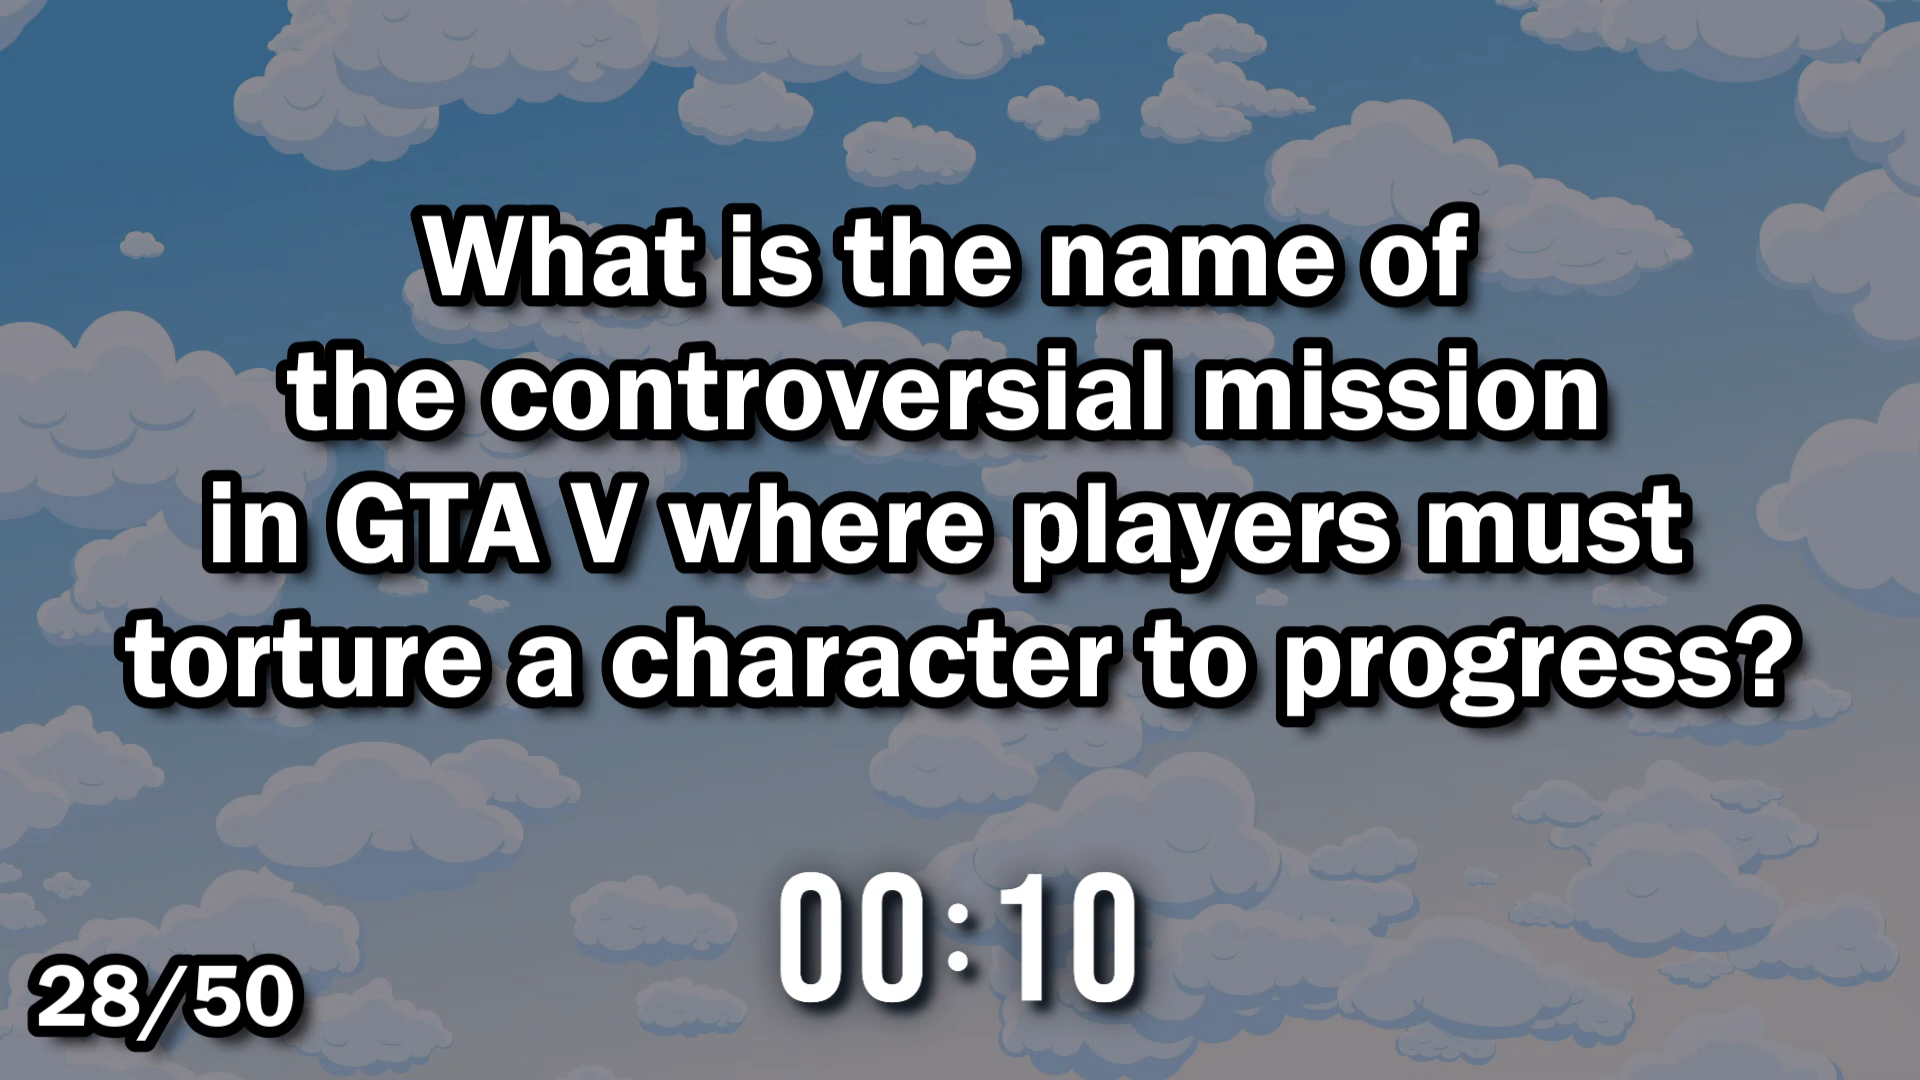 What is the name of
the controversial mission
in GTA V where players must
torture a character to progress?
00:10
28/50